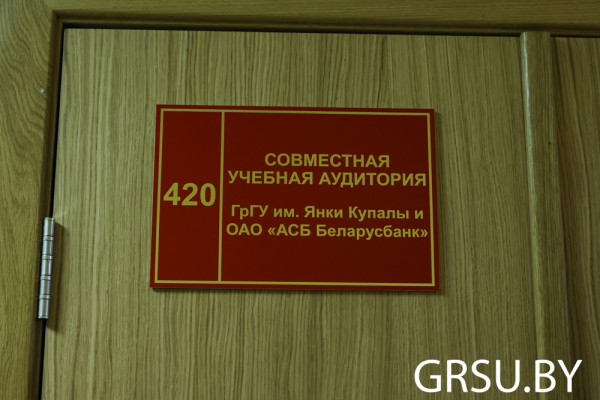 420
СОВМЕСТНАЯ
УЧЕБНАЯ АУДИТОРИЯ
ГрГУ им. Янки Купалы и
ОАО «АСБ Беларусбанк»
GRSU.BY